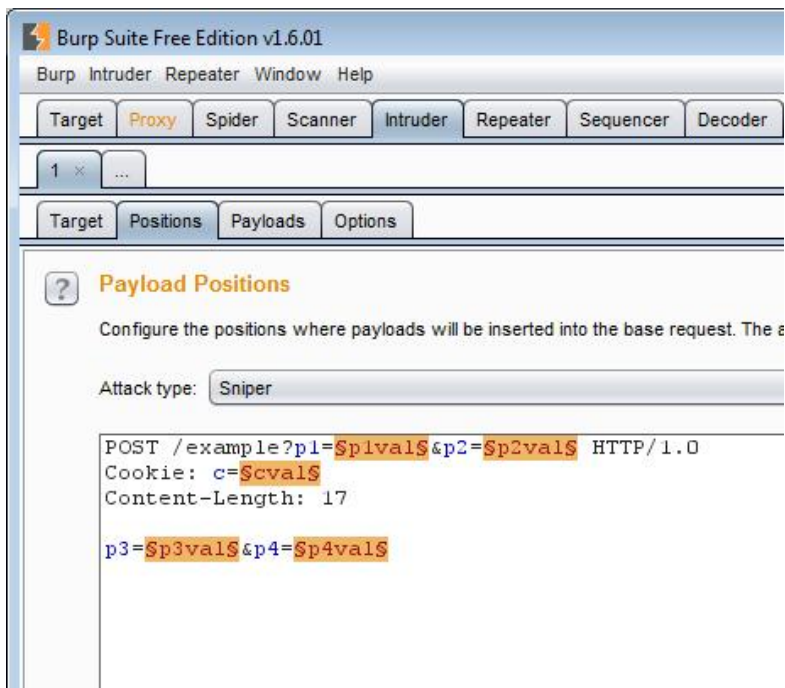 Burp Suite Free Edition v1.6.01
Burp Intruder Repeater Window Help
Target Proxy Spider Scanner Intruder Repeater Sequencer Decoder
1 × ...
Target Positions Payloads Options
? Payload Positions
Configure the positions where payloads will be inserted into the base request. The a
Attack type: Sniper
POST /example?p1=§p1val§&p2=§p2val§ HTTP/1.0
Cookie: c=§cval§
Content-Length: 17
p3=§p3val§&p4=§p4val§